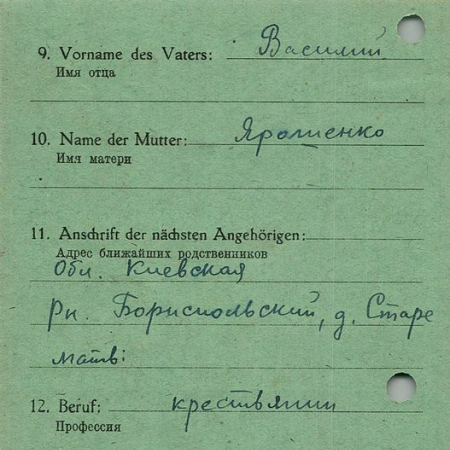 9. Vorname des Vaters: Василий
Имя отца
10. Name der Mutter: Ярошенко
Имя матери
11. Anschrift der nächsten Angehörigen:
Адрес ближайших родственников
Обл. Киевская
Рн. Бориспольский, д. Старе
мать:
12. Beruf: крестьянин
Профессия